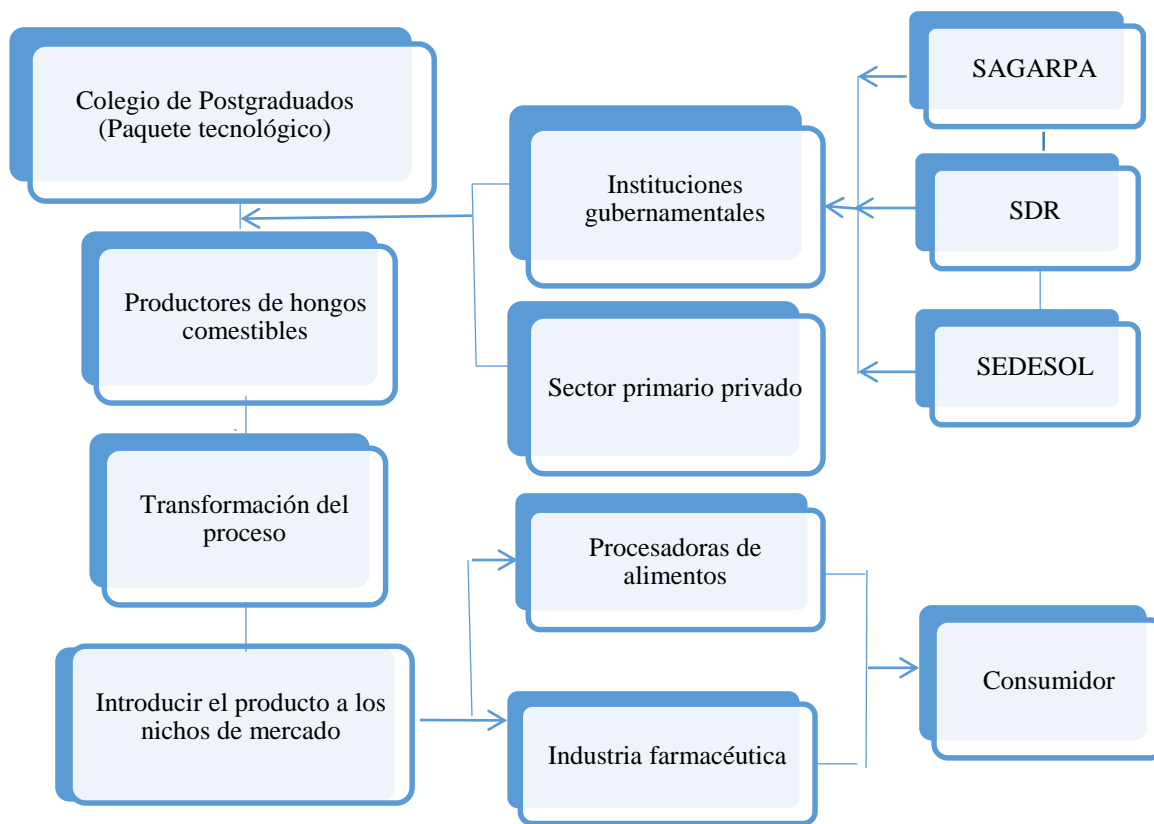 Colegio de Postgraduados
(Paquete tecnológico)
Instituciones
gubernamentales
SAGARPA
SDR
SEDESOL
Productores de hongos
comestibles
Sector primario privado
Transformación del
proceso
Procesadoras de
alimentos
Introducir el producto a los
nichos de mercado
Industria farmacéutica
Consumidor